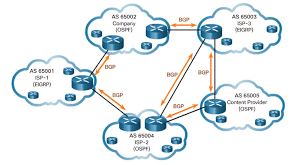 AS 65002
Company
(OSPF)
BGP
AS 65003
ISP-3
(EIGRP)
BGP
AS 65001
ISP-1
(EIGRP)
BGP
BGP
BGP
AS 65005
Content Provider
(OSPF)
BGP
AS 65004
ISP-2
(OSPF)